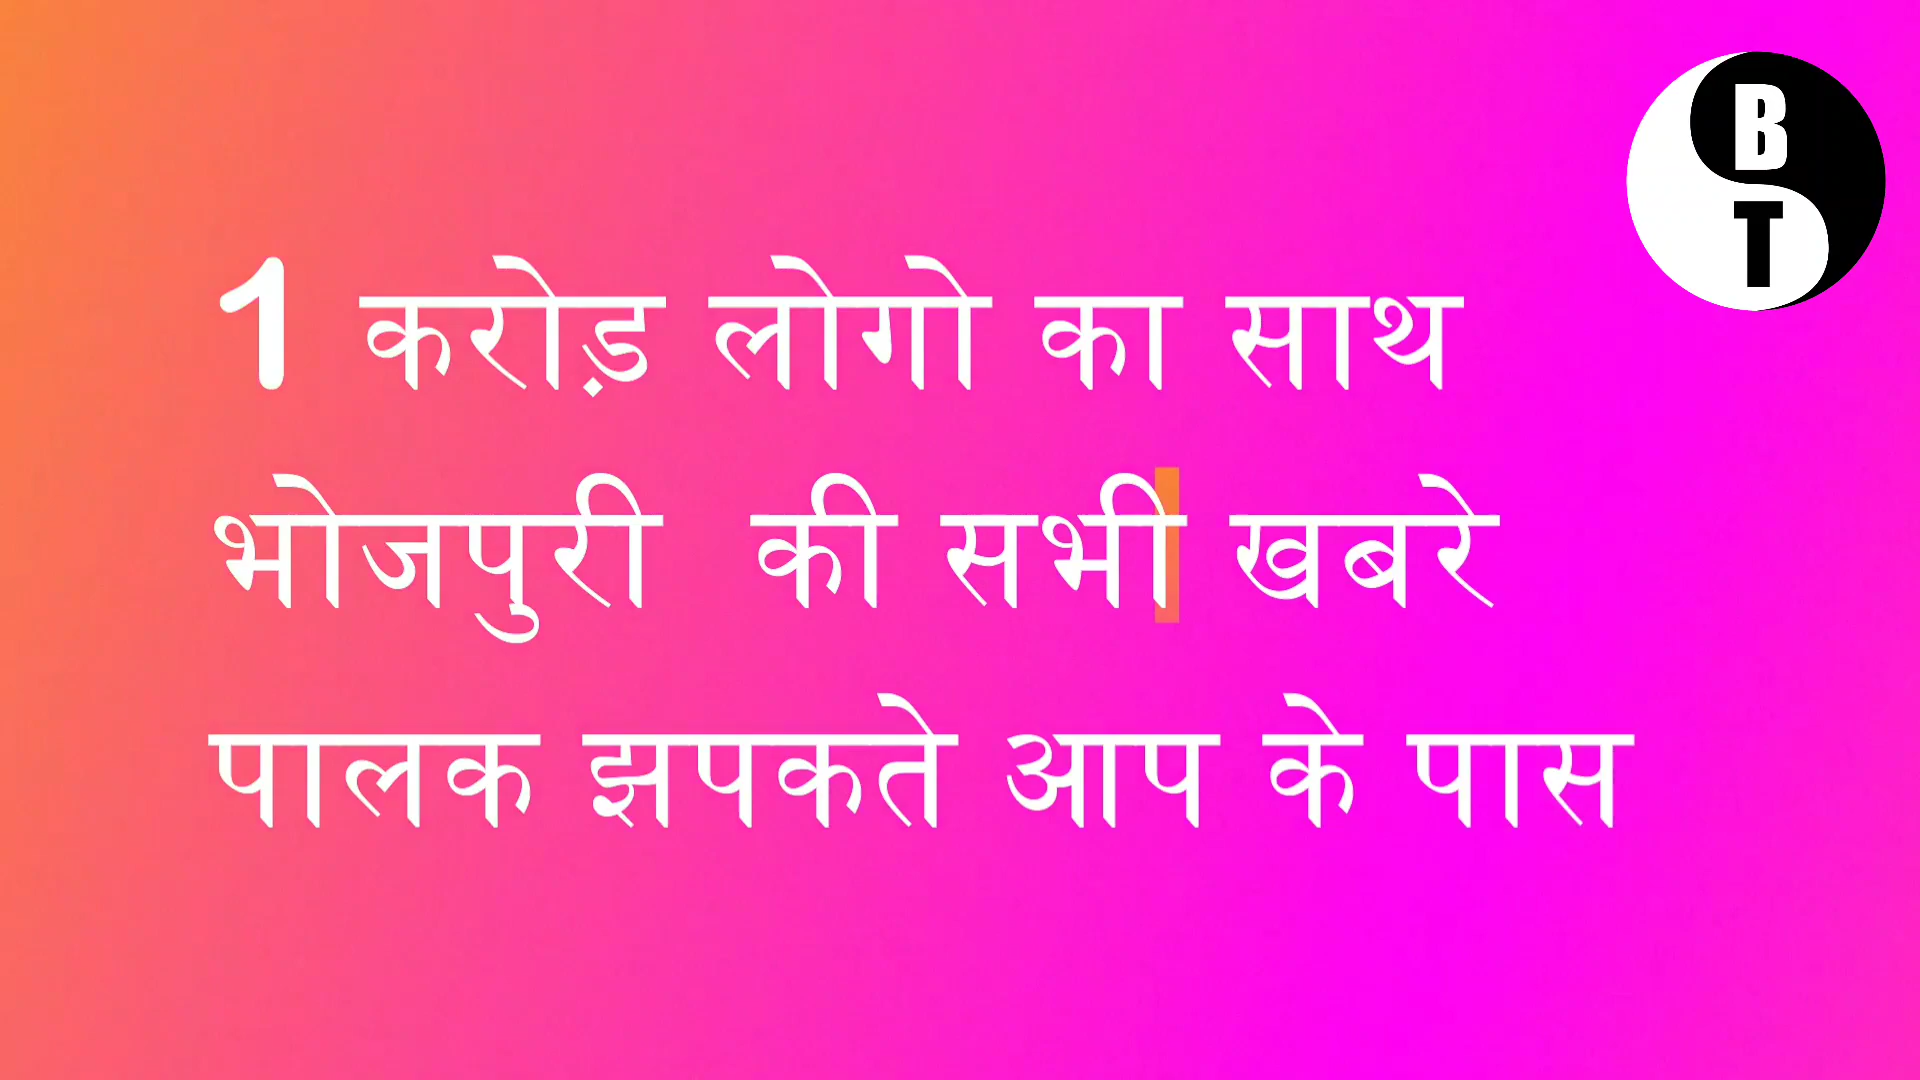 1 करोड़ लोगो का साथ
भोजपुरी की सभी खबरे
पालक झपकते आप के पास
B
T